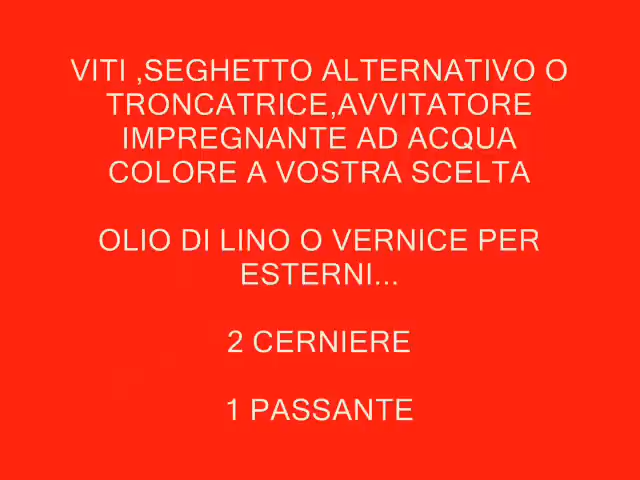 VITI ,SEGHETTO ALTERNATIVO O
TRONCATRICE,AVVITATORE
IMPREGNANTE AD ACQUA
COLORE A VOSTRA SCELTA
OLIO DI LINO O VERNICE PER
ESTERNI...
2 CERNIERE
1 PASSANTE